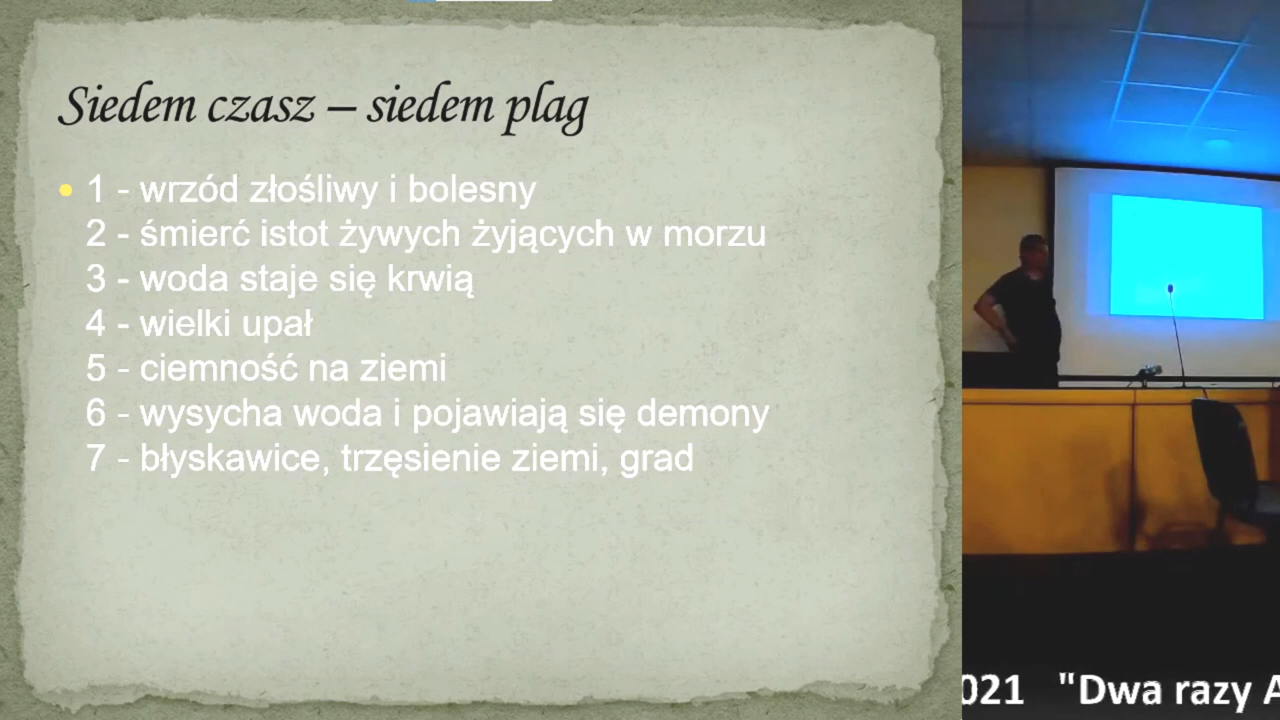 Siedem czasz – siedem plag
• 1 - wrzód złośliwy i bolesny
2 - śmierć istot żywych żyjących w morzu
3 - woda staje się krwią
4 - wielki upał
5 - ciemność na ziemi
6 - wysycha woda i pojawiają się demony
7 - błyskawice, trzęsienie ziemi, grad
021 "Dwa razy A